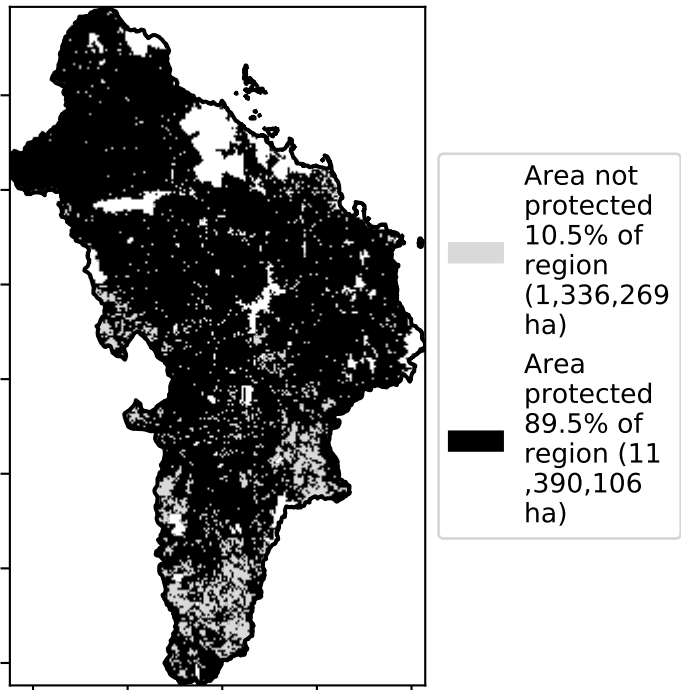 Area not
protected
10.5% of
region
(1,336,269
ha)
Area
protected
89.5% of
region (11
,390,106
ha)